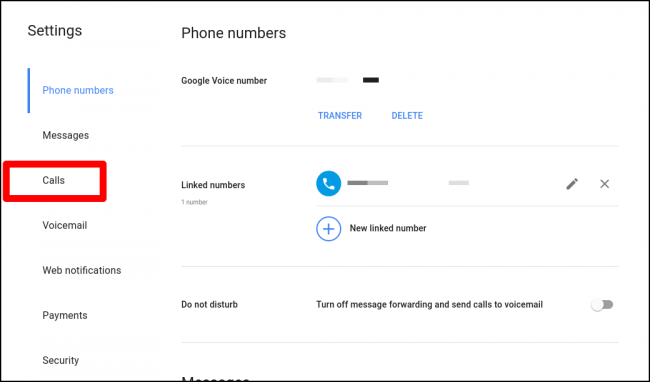 Settings
Phone numbers
Messages
Calls
Voicemail
Web notifications
Payments
Security
Phone numbers
Google Voice number
TRANSFER DELETE
Linked numbers
1 number
New linked number
Do not disturb Turn off message forwarding and send calls to voicemail
Messages